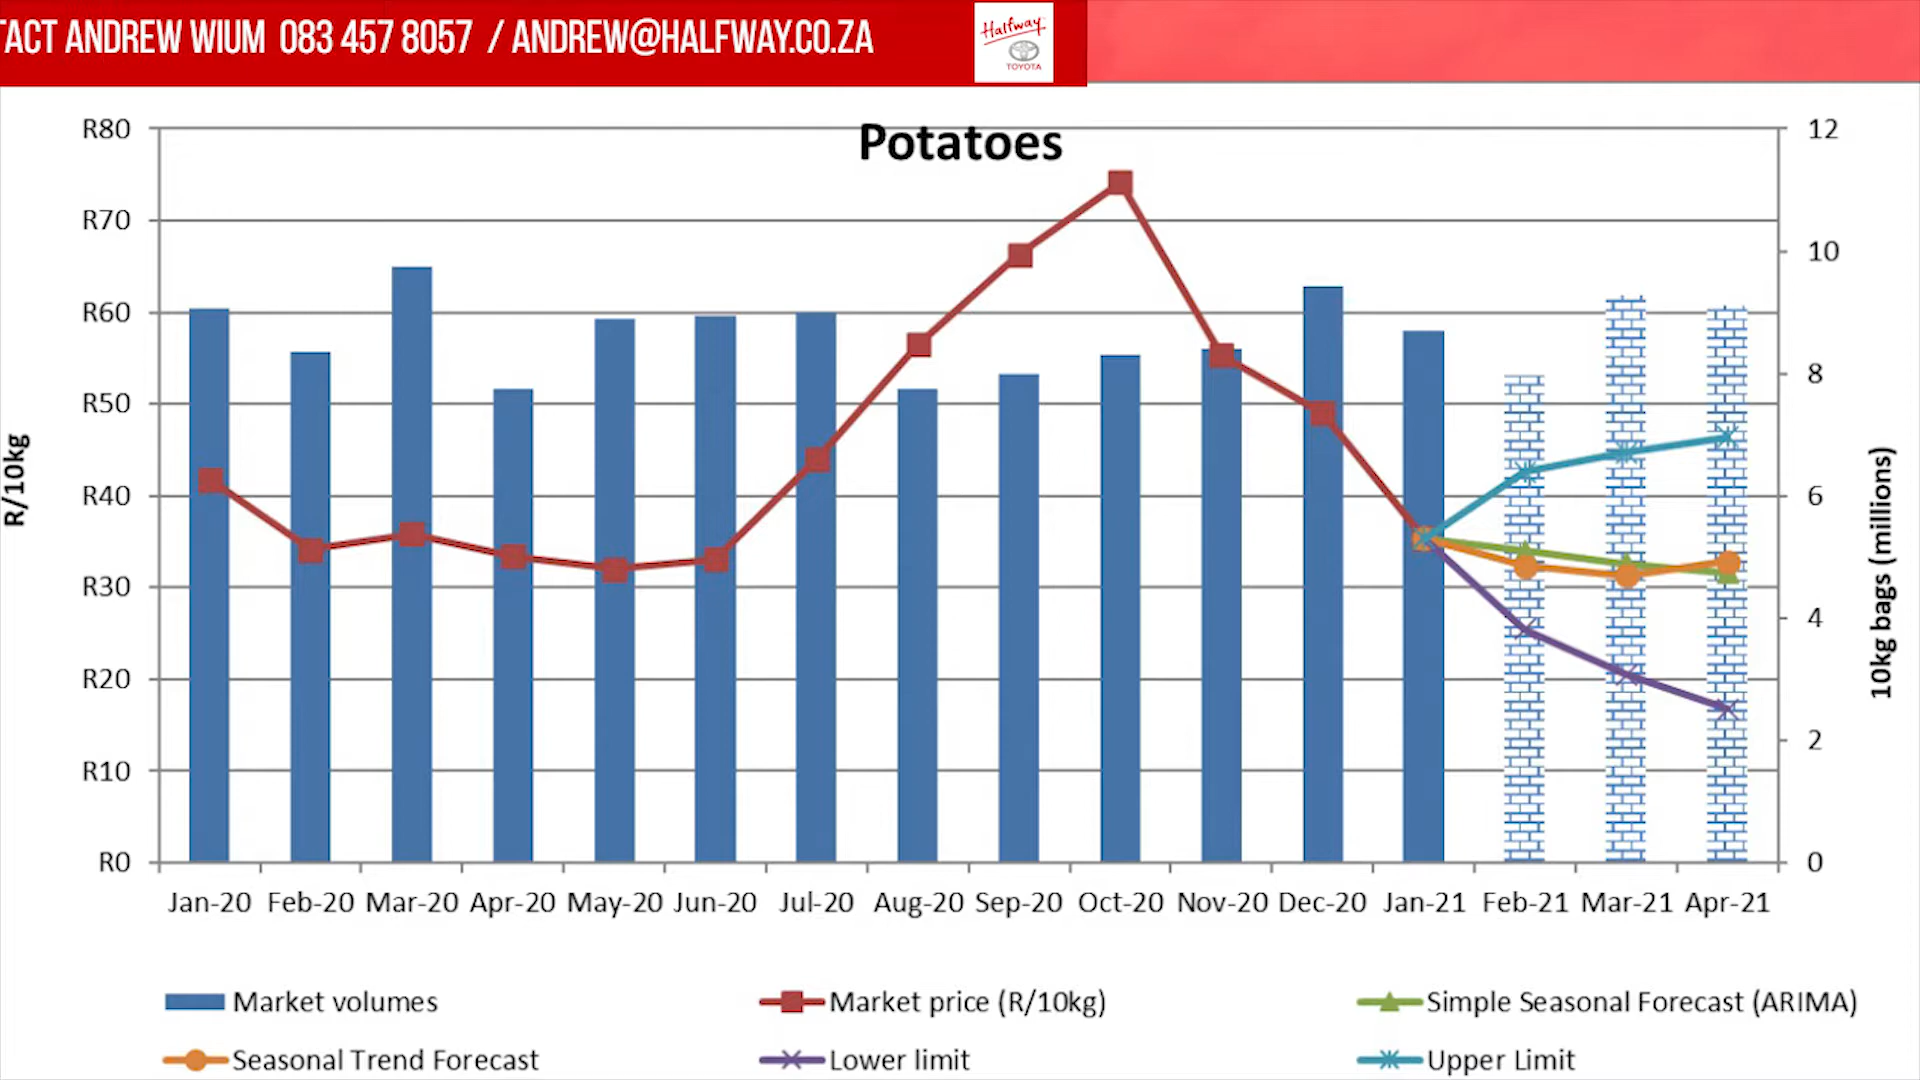 TACT ANDREW WIUM 083 457 8057 / ANDREW@HALFWAY.CO.ZA
Halfway
TOYOTA
Potatoes
R80
R70
R60
R50
R40
R30
R20
R10
R0
R/10kg
12
10
8
6
4
2
0
10kg bags (millions)
Jan-20 Feb-20 Mar-20 Apr-20 May-20 Jun-20 Jul-20 Aug-20 Sep-20 Oct-20 Nov-20 Dec-20 Jan-21 Feb-21 Mar-21 Apr-21
Market volumes
Market price (R/10kg)
Simple Seasonal Forecast (ARIMA)
Seasonal Trend Forecast
Lower limit
Upper Limit